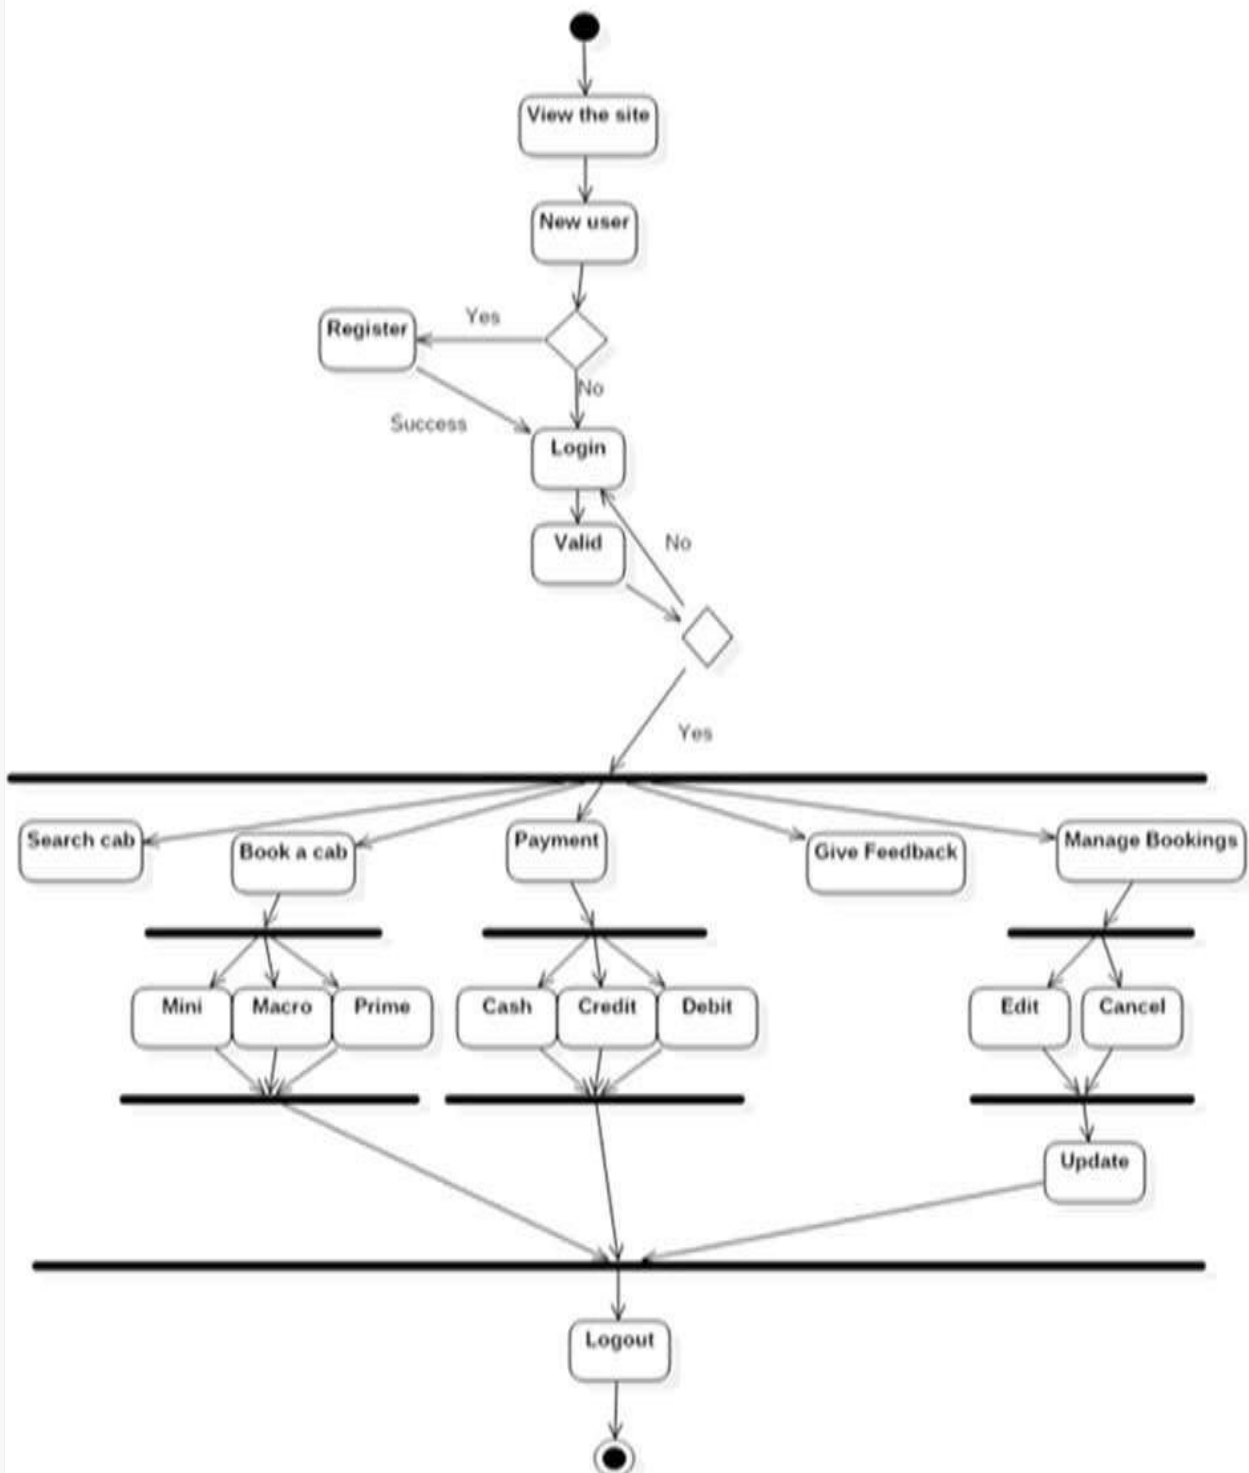 View the site
New user
Yes
Register
No
Success
Login
Valid
No
Yes
Search cab
Book a cab
Payment
Give Feedback
Manage Bookings
Mini
Macro
Prime
Cash
Credit
Debit
Edit
Cancel
Update
Logout